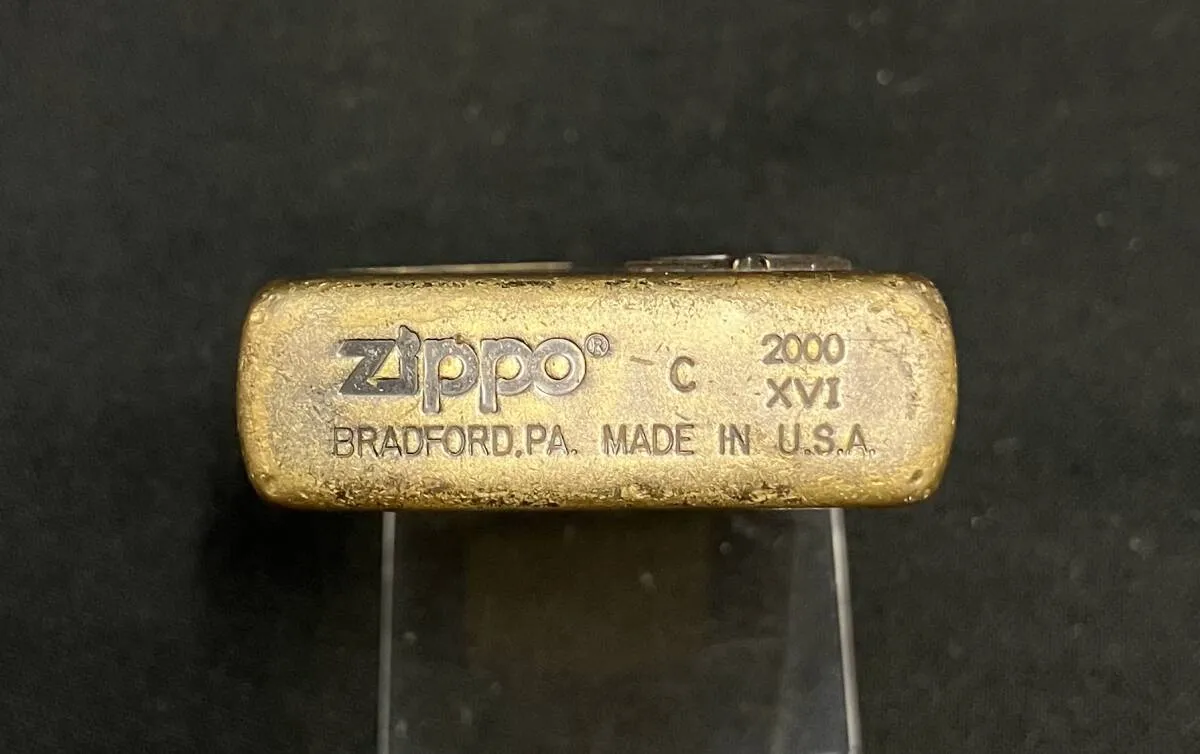 zippo® C 2000
XVI
BRADFORD, PA. MADE IN U.S.A.